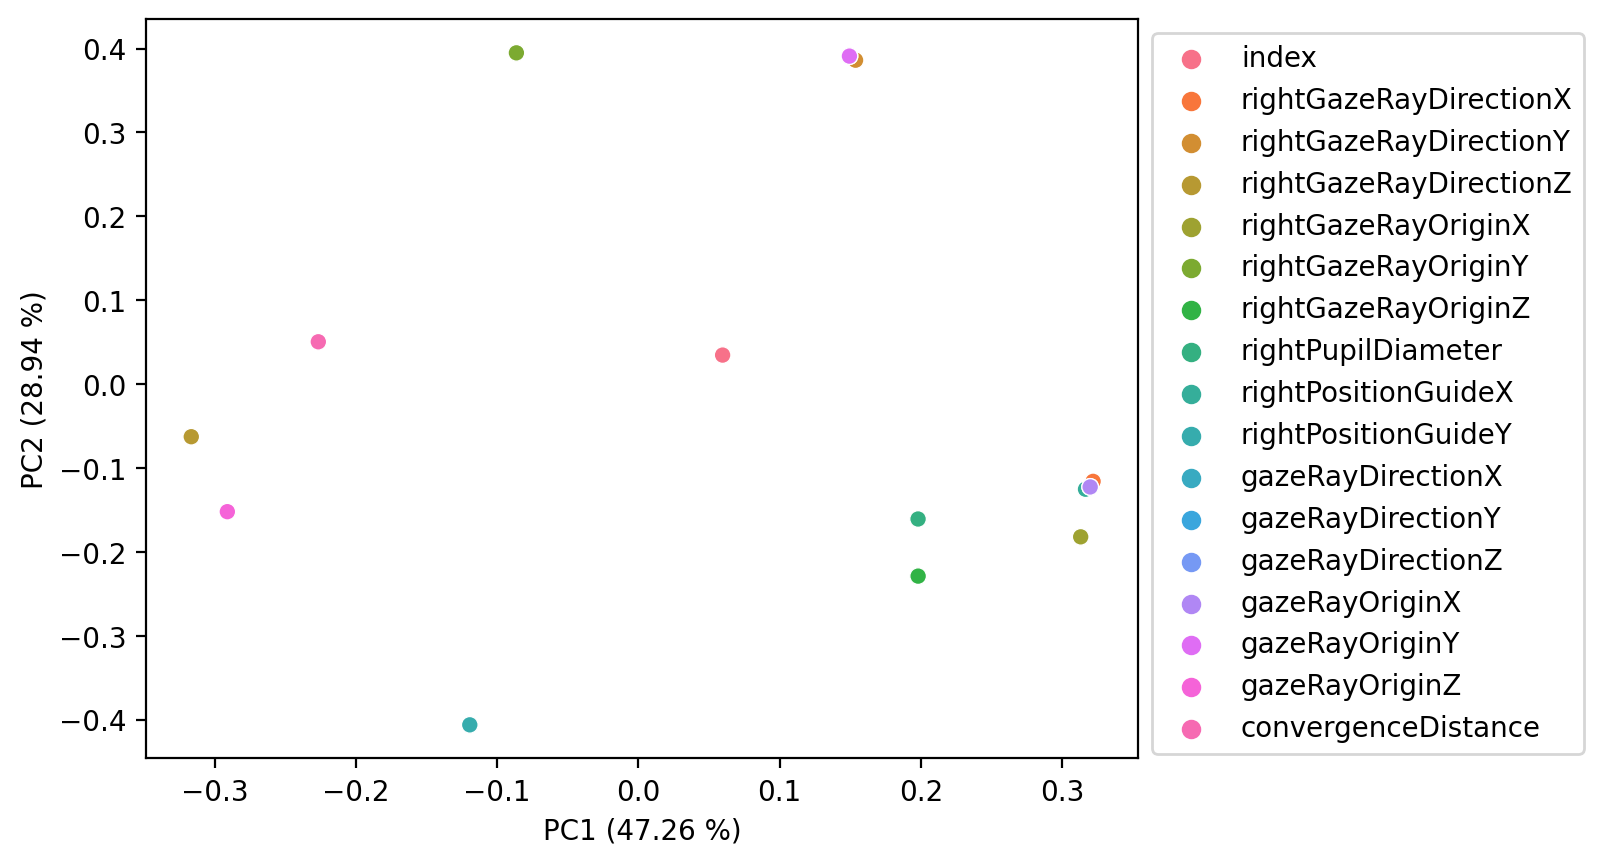 0.4
0.3
0.2
0.1
0.0
−0.1
−0.2
−0.3
−0.4
PC2 (28.94 %)
−0.3
−0.2
−0.1
0.0
0.1
0.2
0.3
PC1 (47.26 %)
index
rightGazeRayDirectionX
rightGazeRayDirectionY
rightGazeRayDirectionZ
rightGazeRayOriginX
rightGazeRayOriginY
rightGazeRayOriginZ
rightPupilDiameter
rightPositionGuideX
rightPositionGuideY
gazeRayDirectionX
gazeRayDirectionY
gazeRayDirectionZ
gazeRayOriginX
gazeRayOriginY
gazeRayOriginZ
convergenceDistance